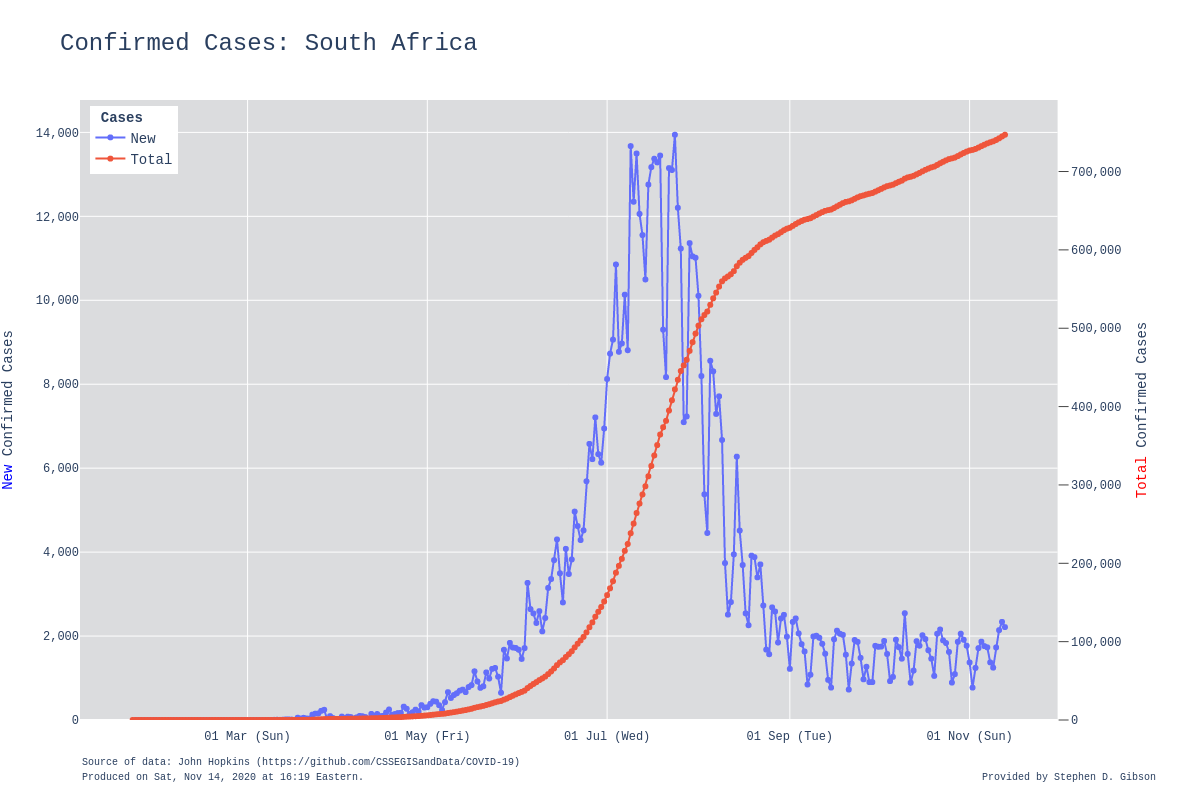 Confirmed Cases: South Africa
Cases
New
Total
14,000
12,000
10,000
8,000
6,000
4,000
2,000
0
New Confirmed Cases
700,000
600,000
500,000
400,000
300,000
200,000
100,000
0
Total Confirmed Cases
01 Mar (Sun)
01 May (Fri)
01 Jul (Wed)
01 Sep (Tue)
01 Nov (Sun)
Source of data: John Hopkins (https://github.com/CSSEGISandData/COVID-19)
Produced on Sat, Nov 14, 2020 at 16:19 Eastern.
Provided by Stephen D. Gibson